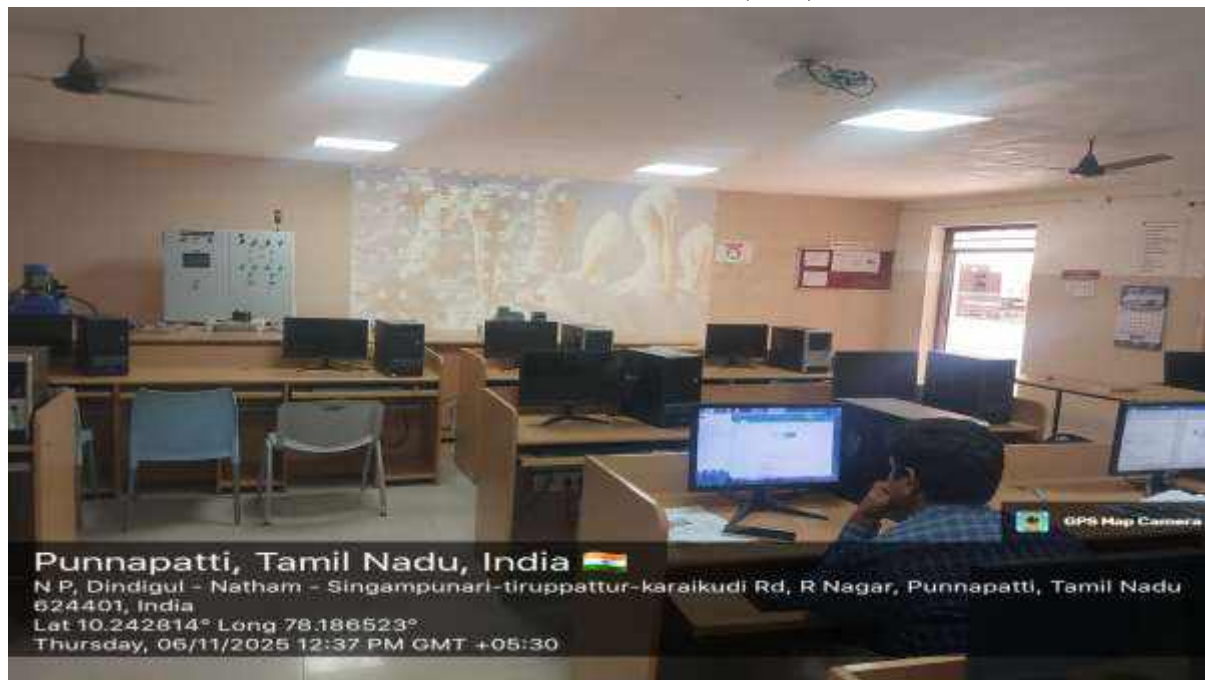 GPS Map Camera
Punnapatti, Tamil Nadu, India
N P, Dindigul - Natham - Singampunari-tiruppattur-karaikudi Rd, R Nagar, Punnapatti, Tamil Nadu
624401, India
Lat 10.242814° Long 78.186523°
Thursday, 06/11/2025 12:37 PM GMT +05:30